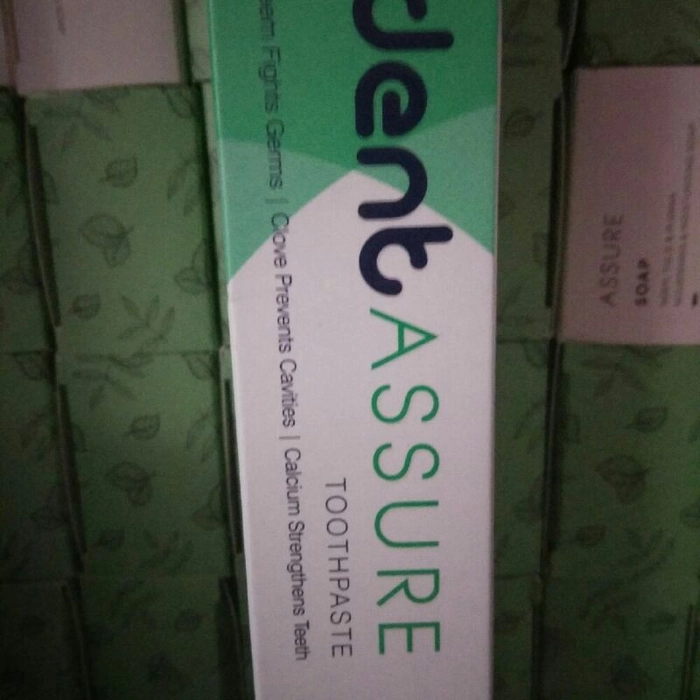 dent ASSURE
TOOTHPASTE
Fights Germs | Clove Prevents Cavities | Calcium Strengthens Teeth
ASSURE
SOAP